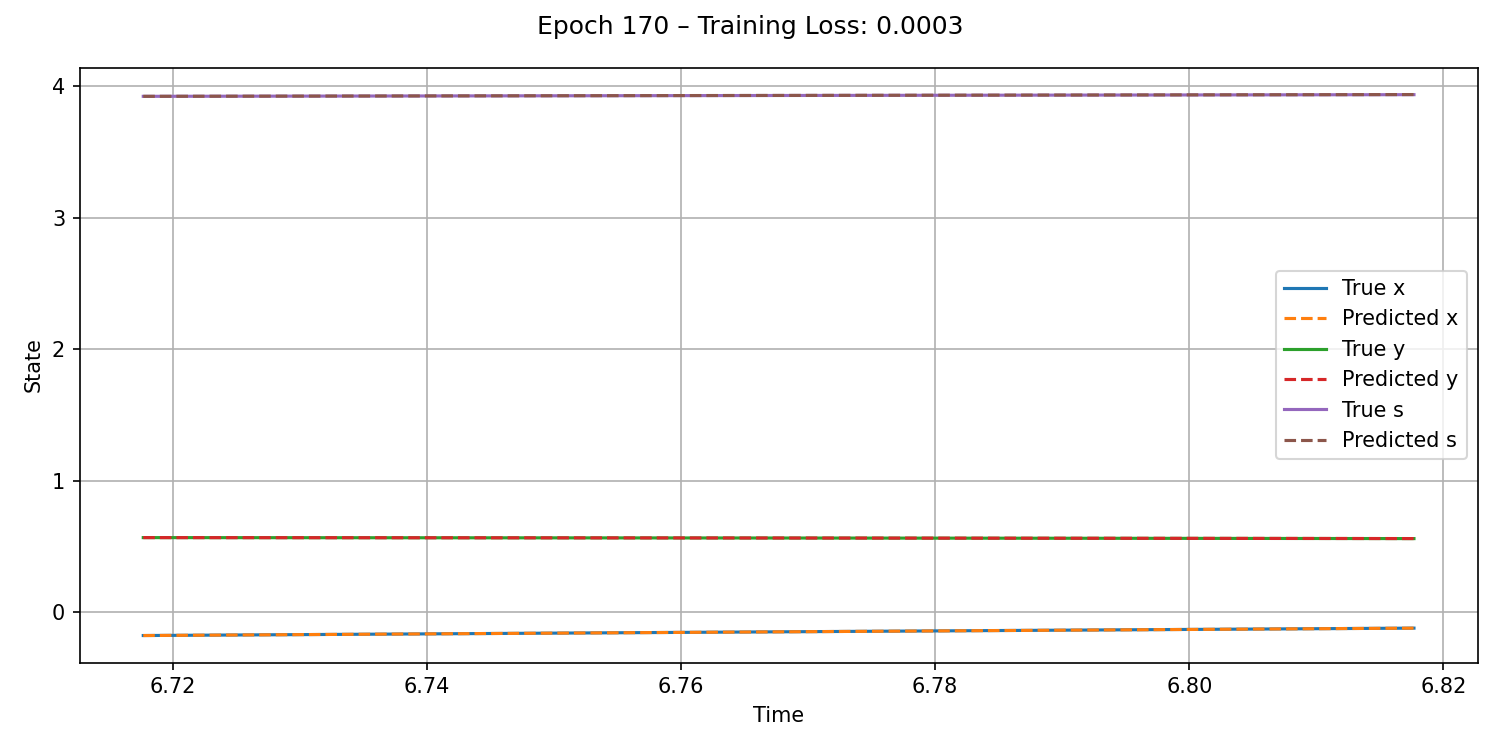 Epoch 170 – Training Loss: 0.0003
4
3
2
1
0
State
True x
Predicted x
True y
Predicted y
True s
Predicted s
6.72 6.74 6.76 6.78 6.80 6.82
Time